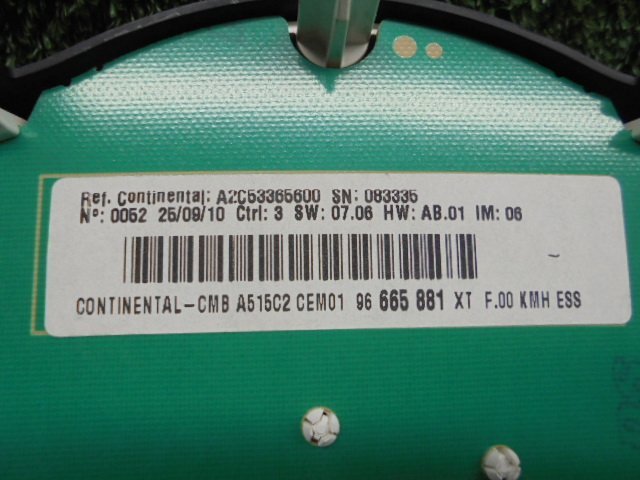 Ref. Continental: A2C53365600 SN: 083335
Nº: 0052 25/09/10 Ctrl: 3 SW: 07.06 HW: AB.01 IM: 06
CONTINENTAL-CMB A515C2 CEM01 96 665 881 XT F.00 KMH ESS